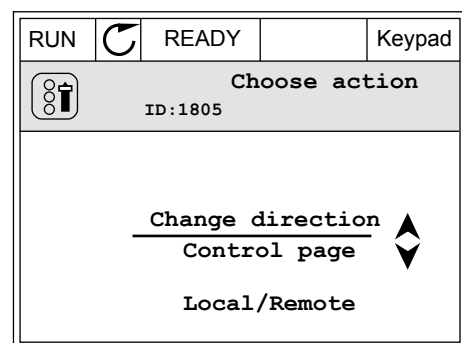 RUN READY Keypad
Choose action
ID:1805
Change direction
Control page
Local/Remote